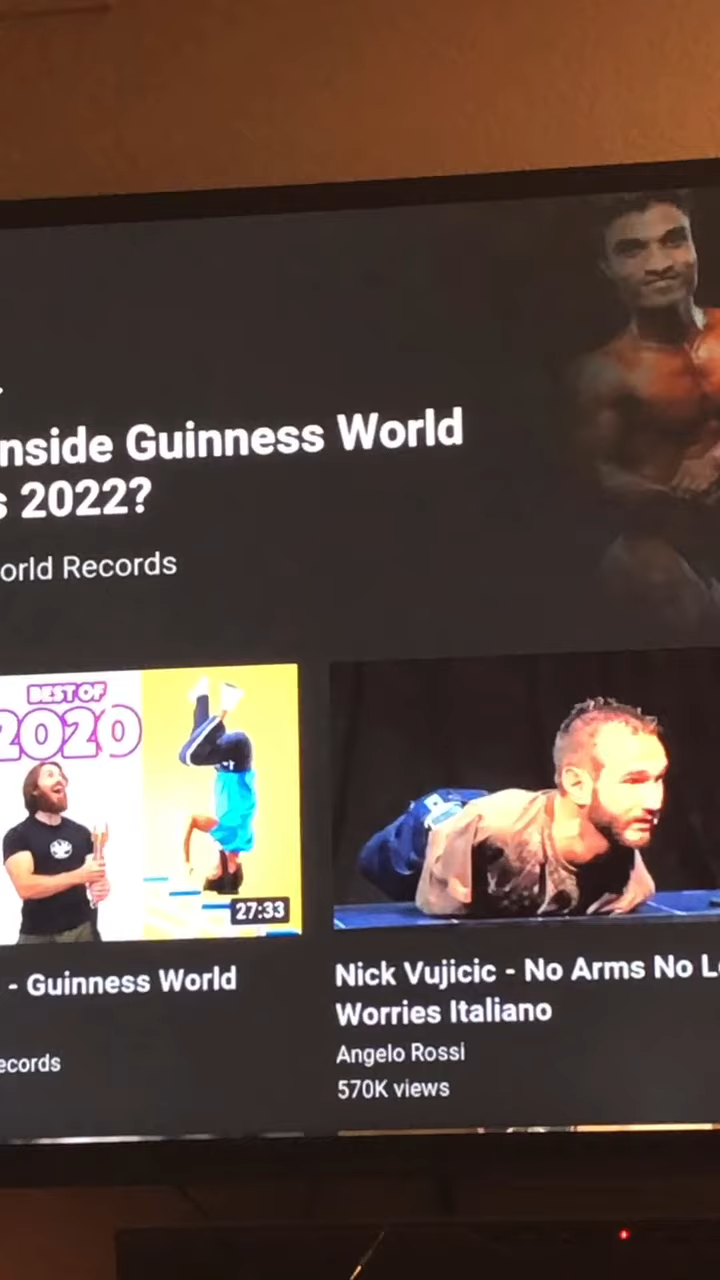 nside Guinness World
s 2022?
orld Records
BEST OF
2020
27:33
- Guinness World
ecords
Nick Vujicic - No Arms No L
Worries Italiano
Angelo Rossi
570K views